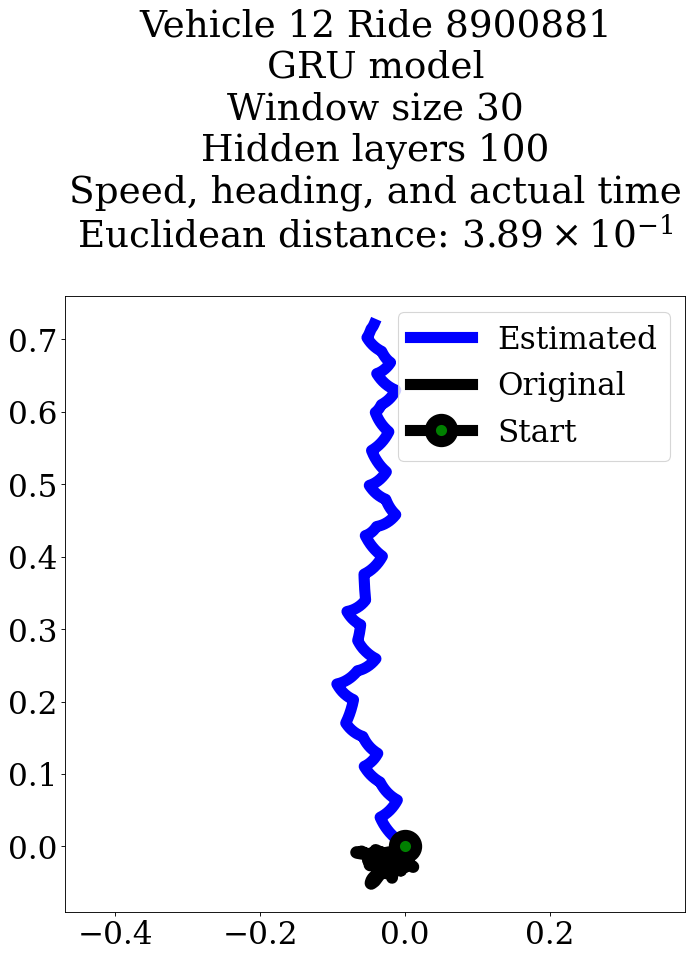 Vehicle 12 Ride 8900881
GRU model
Window size 30
Hidden layers 100
Speed, heading, and actual time
Euclidean distance: 3.89 × 10⁻¹
Estimated
Original
Start
0.7
0.6
0.5
0.4
0.3
0.2
0.1
0.0
−0.4 −0.2 0.0 0.2